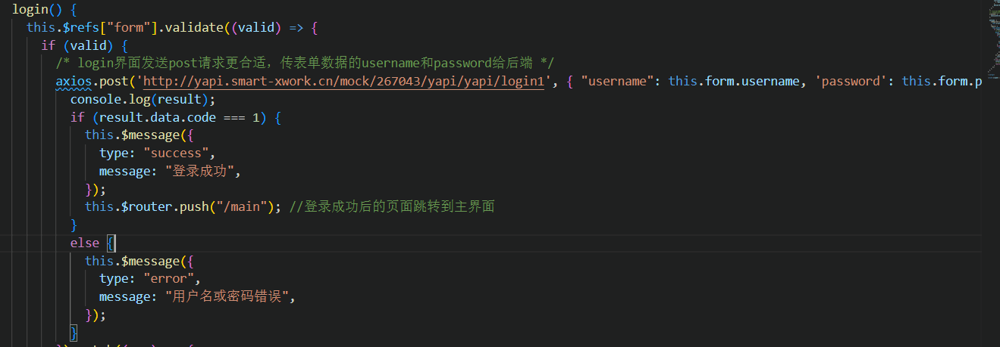 login() {
this.$refs["form"].validate((valid) => {
if (valid) {
/* login界面发送post请求更合适，传表单数据的username和password给后端 */
axios.post('http://yapi.smart-xwork.cn/mock/267043/yapi/yapi/login1', { "username": this.form.username, 'password': this.form.p
console.log(result);
if (result.data.code === 1) {
this.$message({
type: "success",
message: "登录成功",
});
this.$router.push("/main"); //登录成功后的页面跳转到主界面
}
else {
this.$message({
type: "error",
message: "用户名或密码错误",
});
}